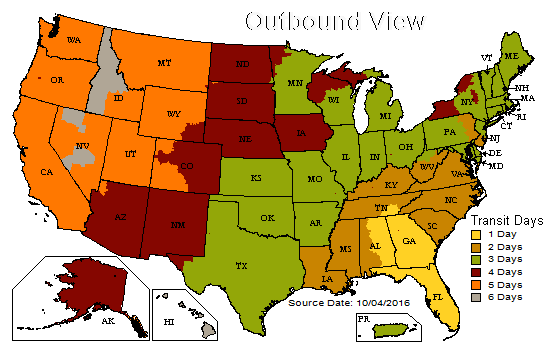 Outbound View
WA
MT
ND
MN
VT
ME
OR
ID
SD
WI
NY
NH
MA
WY
MI
RI
CT
NV
NE
IA
PA
NJ
UT
CO
IL
IN
OH
DE
MD
CA
KS
MO
WV
VA
KY
NC
AZ
NM
OK
AR
TN
SC
MS
AL
GA
TX
LA
FL
AK
HI
PR
Transit Days
1 Day
2 Days
3 Days
4 Days
5 Days
6 Days
Source Date: 10/04/2016